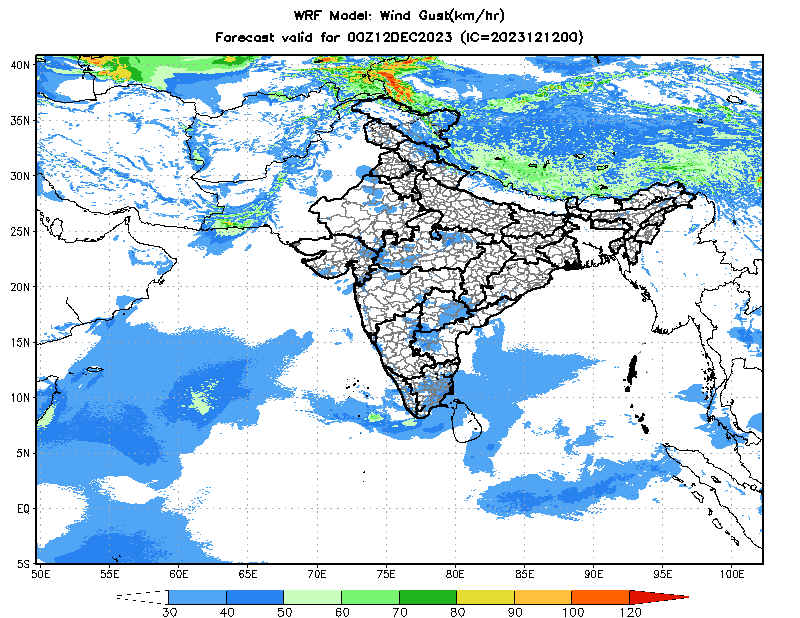 WRF Model: Wind Gust(km/hr)
Forecast valid for 00Z12DEC2023 (IC=2023121200)
40N
35N
30N
25N
20N
15N
10N
5N
EQ
5S
50E 55E 60E 65E 70E 75E 80E 85E 90E 95E 100E
30 40 50 60 70 80 90 100 120